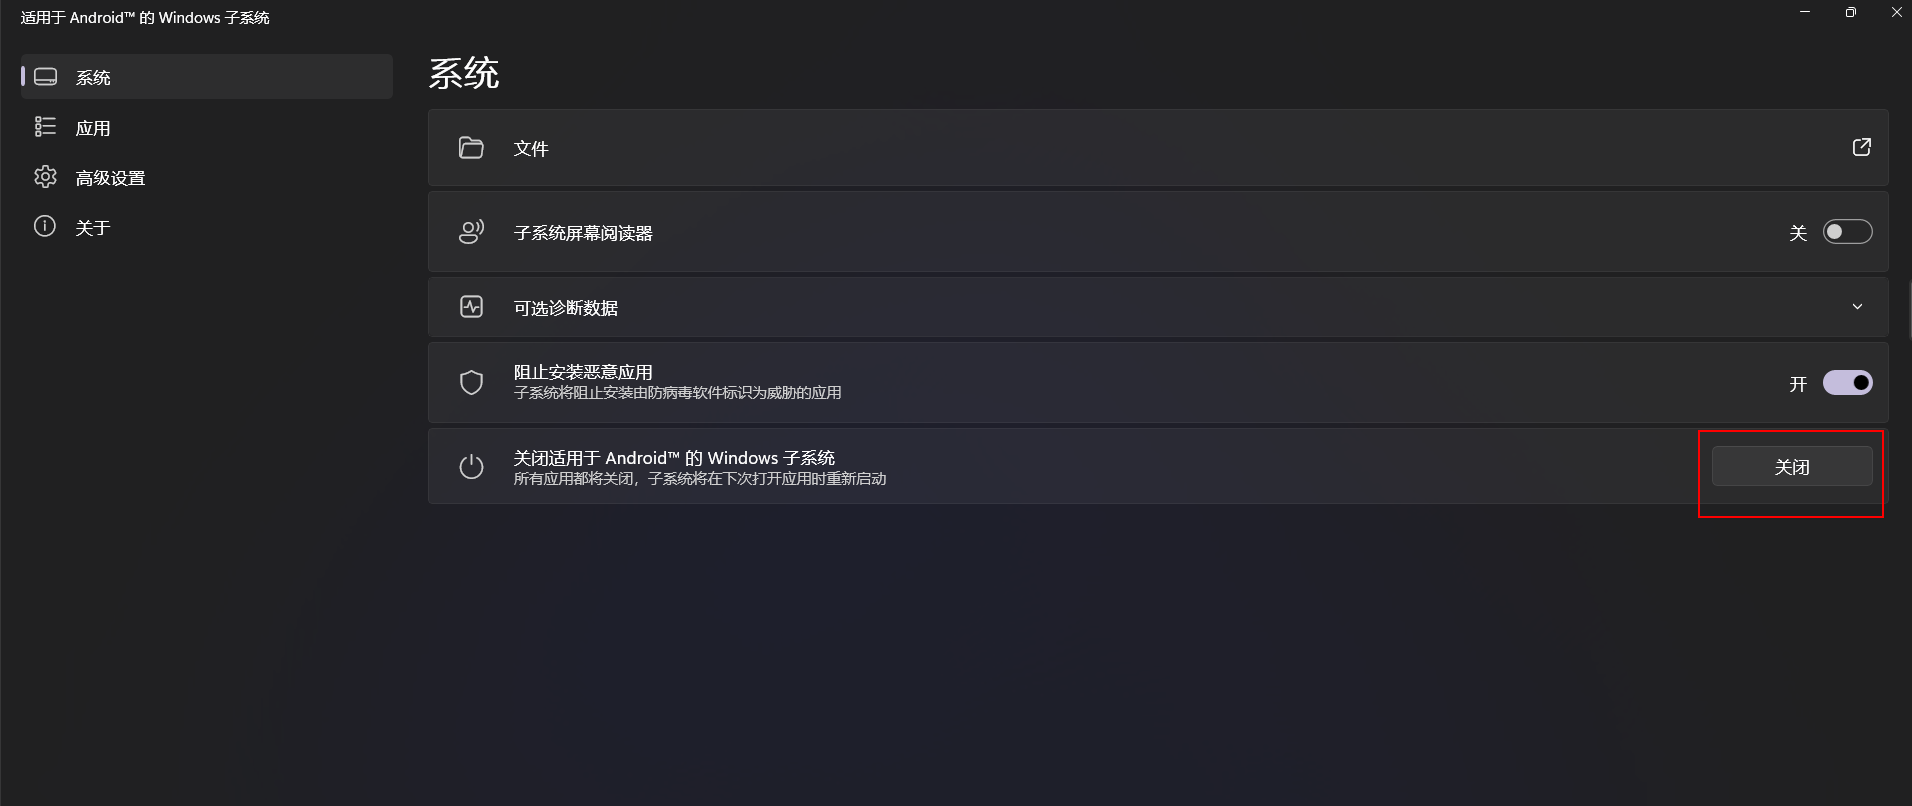 适用于 Android™ 的 Windows 子系统
系统
应用
高级设置
关于
系统
文件
子系统屏幕阅读器
关
可选诊断数据
阻止安装恶意应用
子系统将阻止安装由防病毒软件标识为威胁的应用
开
关闭适用于 Android™ 的 Windows 子系统
所有应用都将关闭，子系统将在下次打开应用时重新启动
关闭